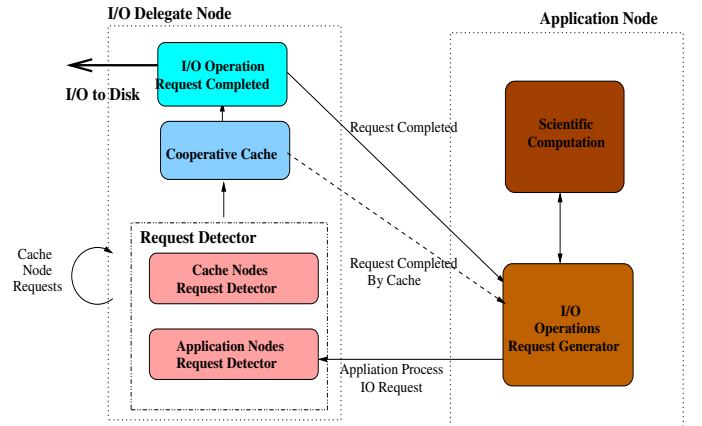 I/O Delegate Node
Application Node
I/O Operation
Request Completed
I/O to Disk
Cooperative Cache
Request Completed
Scientific
Computation
Request Detector
Cache
Node
Requests
Cache Nodes
Request Detector
Request Completed
By Cache
I/O
Operations
Request Generator
Application Nodes
Request Detector
Appliation Process
IO Request